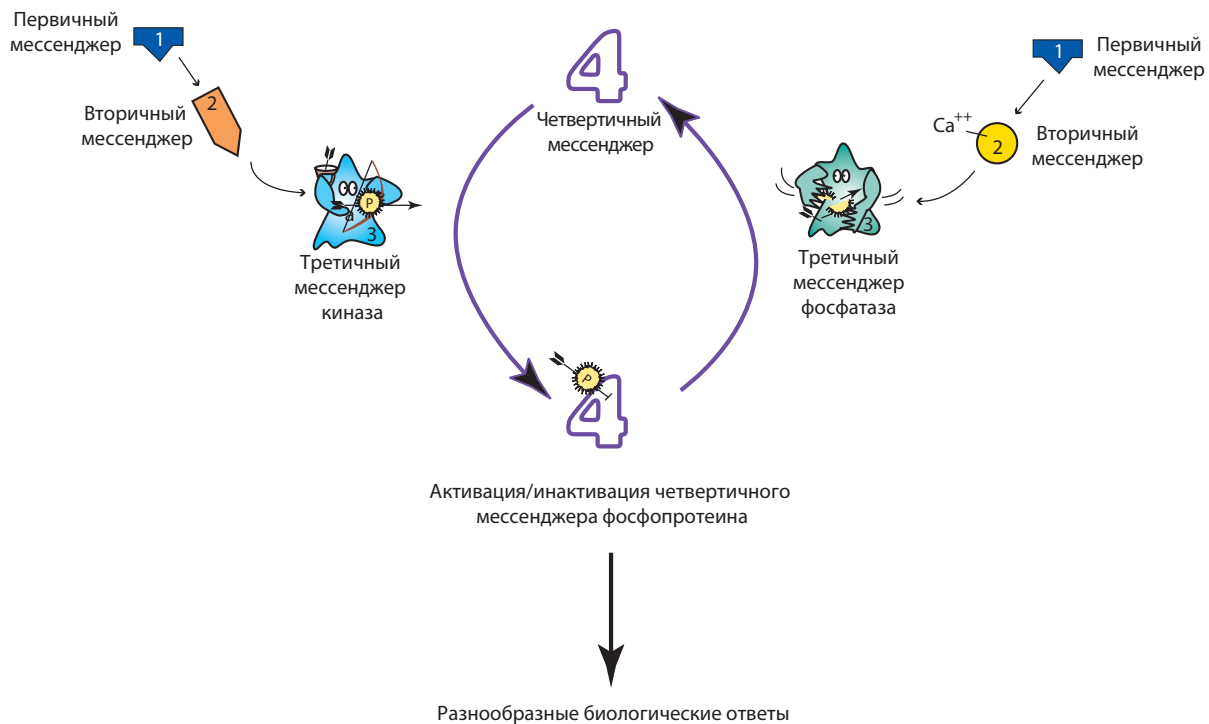 Первичный
мессенджер
1
2
Вторичный
мессенджер
P
3
Третичный
мессенджер
киназа
4
Четвертичный
мессенджер
1
Первичный
мессенджер
Ca++
2
Вторичный
мессенджер
3
Третичный
мессенджер
фосфатаза
P
4
Активация/инактивация четвертичного
мессенджера фосфопротеина
Разнообразные биологические ответы